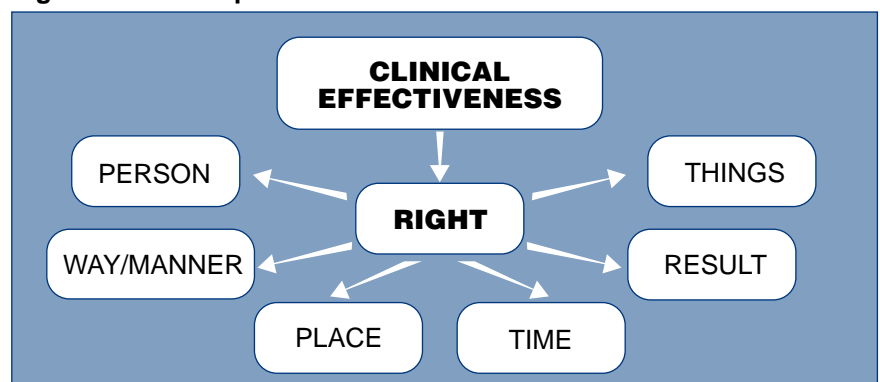 CLINICAL
EFFECTIVENESS
PERSON
THINGS
RIGHT
WAY/MANNER
RESULT
PLACE
TIME